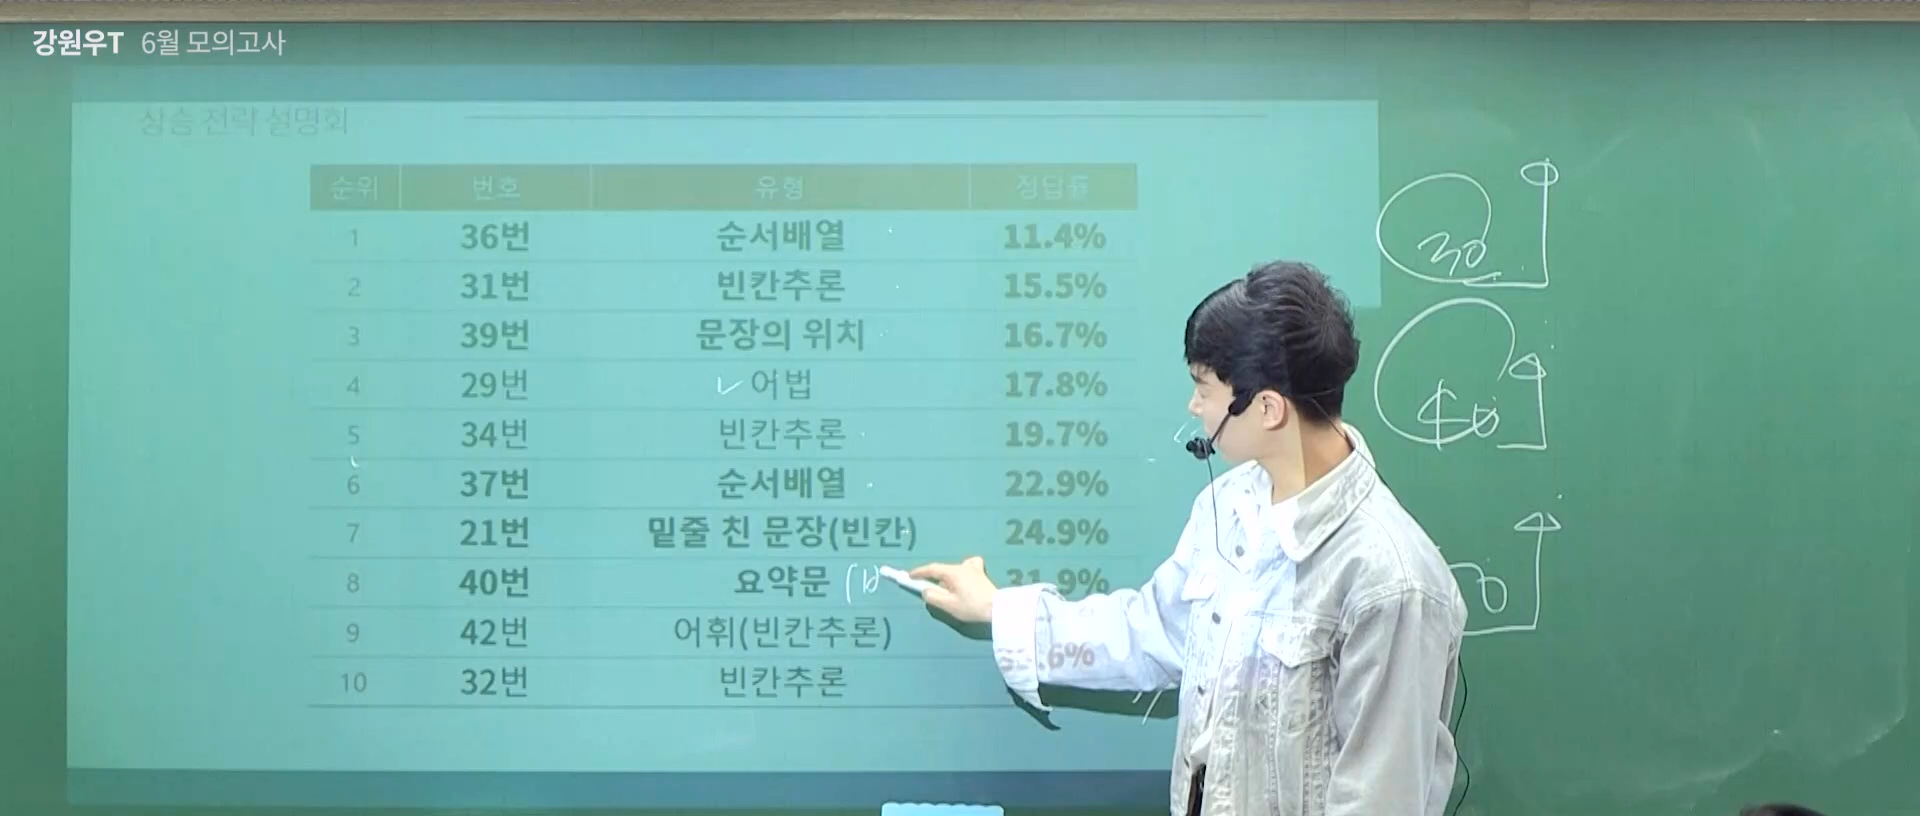 강원우T 6월 모의고사
상승 전략 설명회
순위 번호 유형 정답률
1 36번 순서배열 11.4%
2 31번 빈칸추론 15.5%
3 39번 문장의 위치 16.7%
4 29번 어법 17.8%
5 34번 빈칸추론 19.7%
6 37번 순서배열 22.9%
7 21번 밑줄 친 문장(빈칸) 24.9%
8 40번 요약문 31.9%
9 42번 어휘(빈칸추론)
10 32번 빈칸추론 .6%
30
40